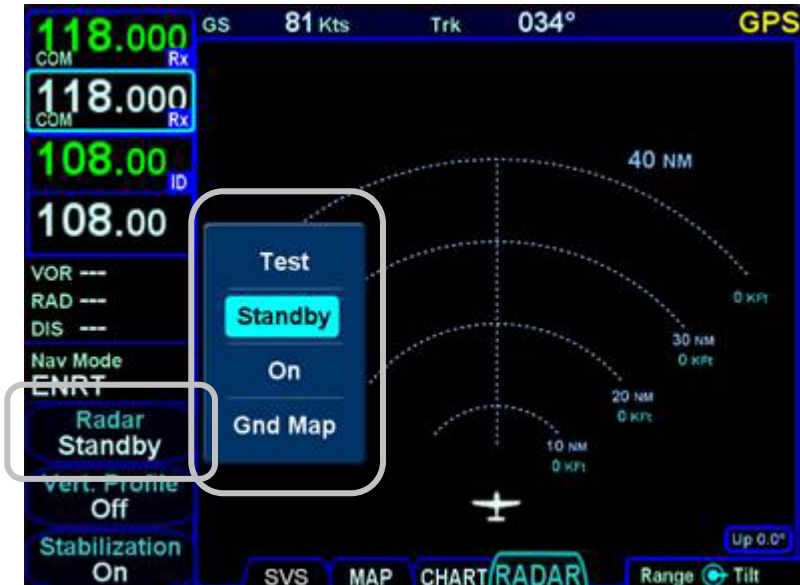 GS 81 Kts Trk 034° GPS
118.000
COM Rx
118.000
COM Rx
108.00
ID
108.00
VOR ---
RAD ---
DIS ---
Nav Mode
ENRT
Radar
Standby
Vert. Profile
Off
Stabilization
On
Test
Standby
On
Gnd Map
40 NM
0 KFt
30 NM
0 KFt
20 NM
0 KFt
10 NM
0 KFt
Up 0.0°
SVS MAP CHART RADAR Range Tilt